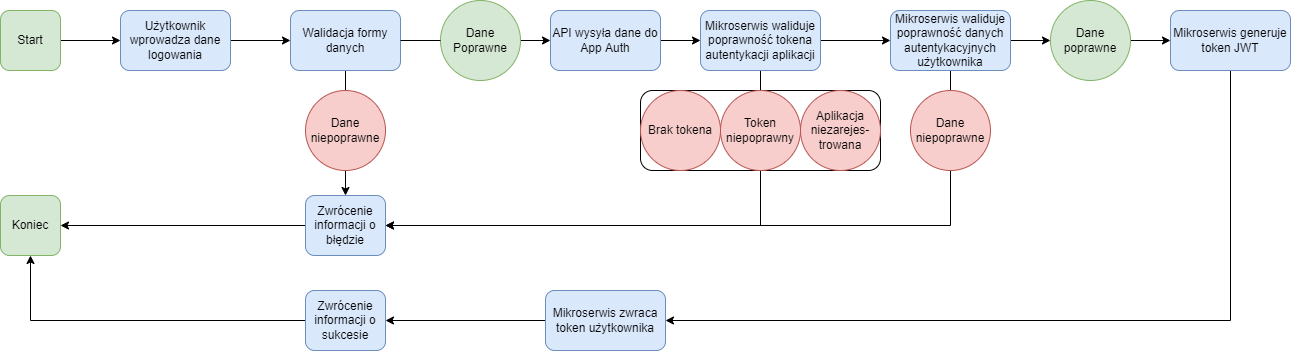 Start
Użytkownik
wprowadza dane
logowania
Walidacja formy
danych
Dane
Poprawne
API wysyła dane do
App Auth
Mikroserwis waliduje
poprawność tokena
autentykacji aplikacji
Mikroserwis waliduje
poprawność danych
autentykacyjnych
użytkownika
Dane
poprawne
Mikroserwis generuje
token JWT
Dane
niepoprawne
Brak tokena
Token
niepoprawny
Aplikacja
niezarejes-
trowana
Dane
niepoprawne
Koniec
Zwrócenie
informacji o
błędzie
Zwrócenie
informacji o
sukcesie
Mikroserwis zwraca
token użytkownika